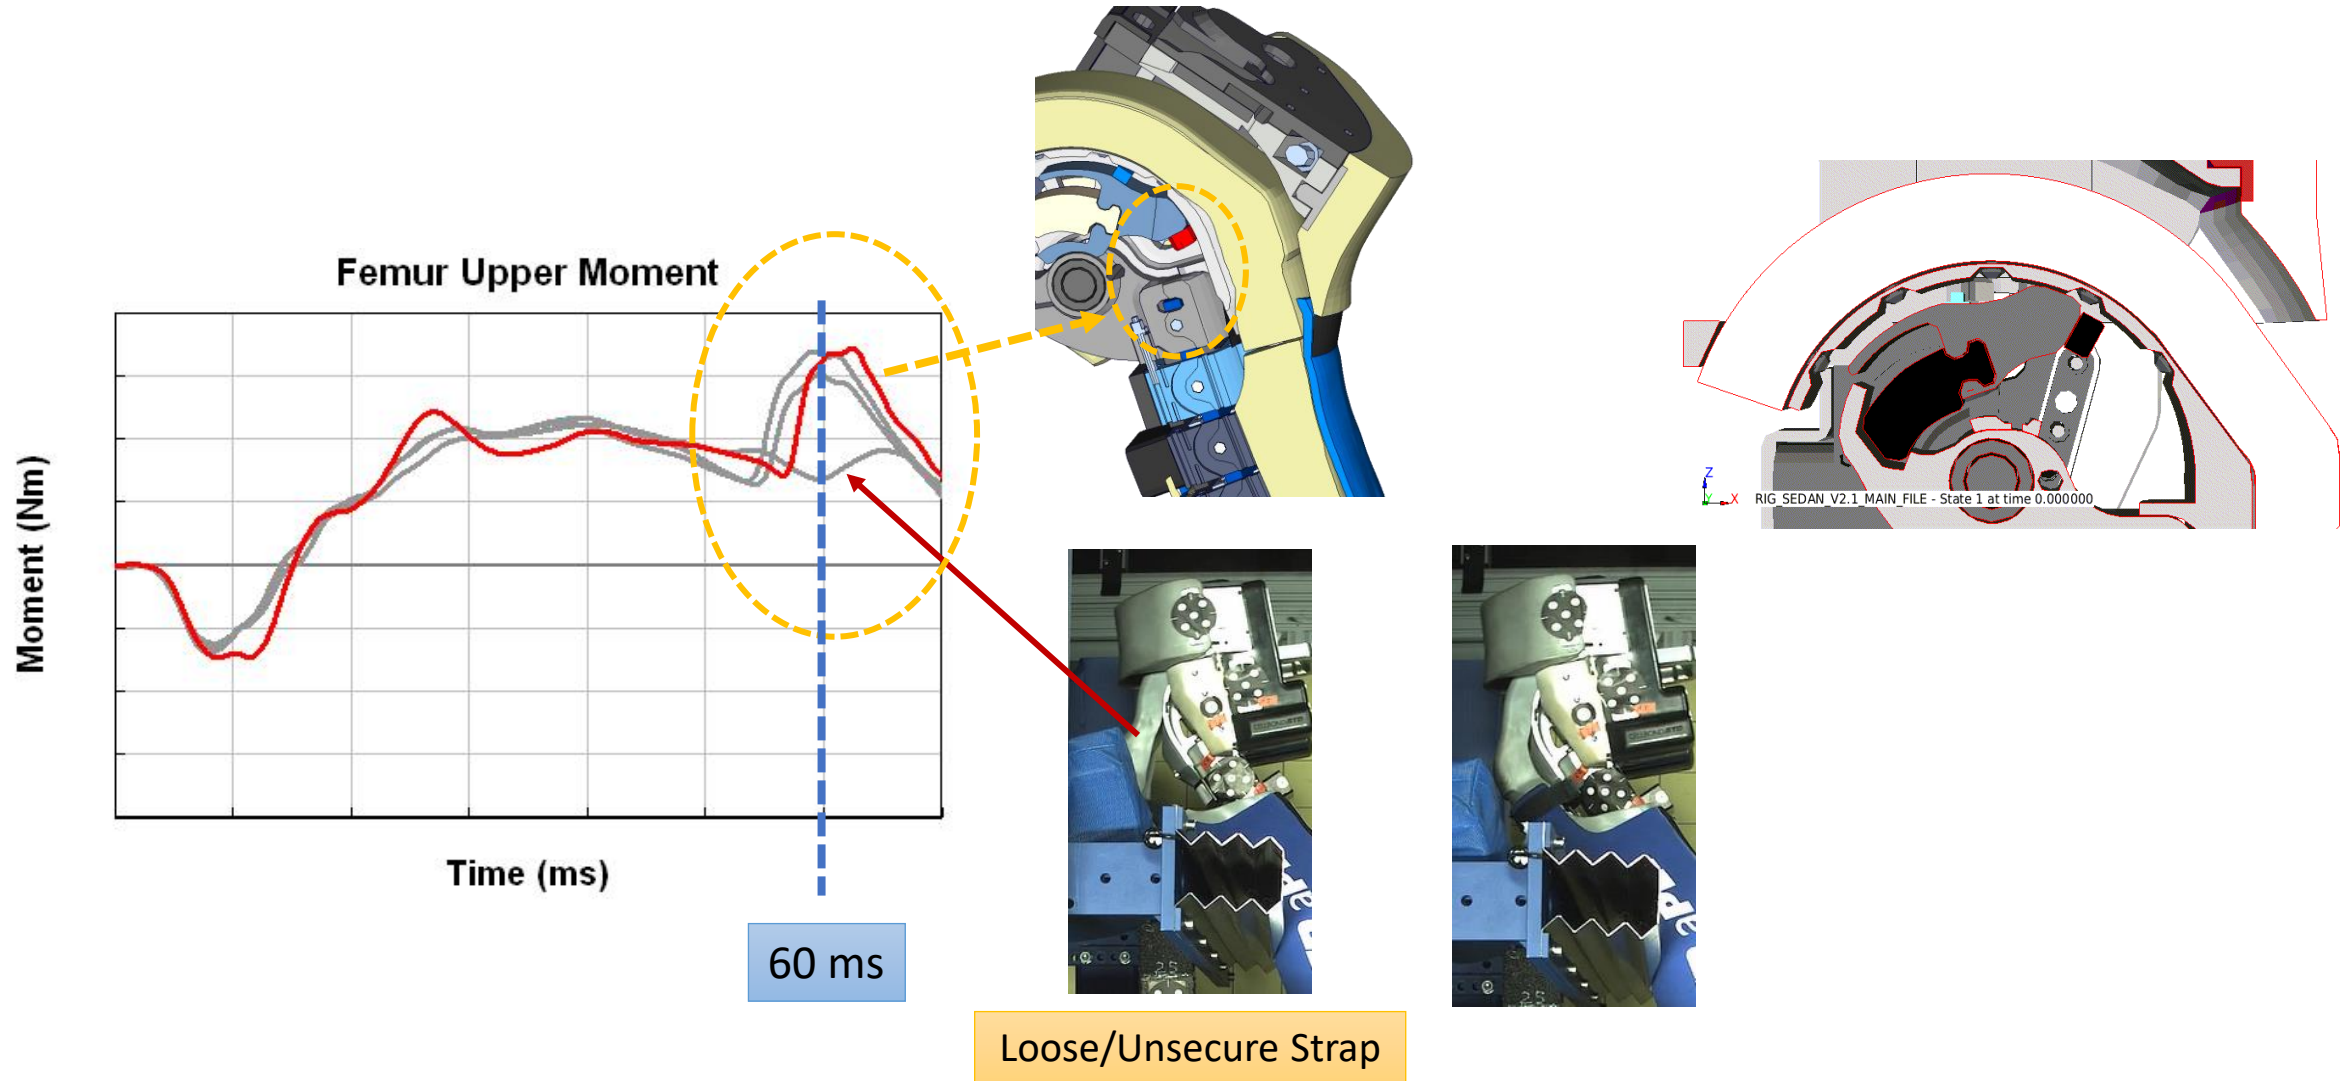 Femur Upper Moment
Moment (Nm)
Time (ms)
60 ms
Z
Y
X
RIG_SEDAN_V2.1_MAIN_FILE - State 1 at time 0.000000
Loose/Unsecure Strap